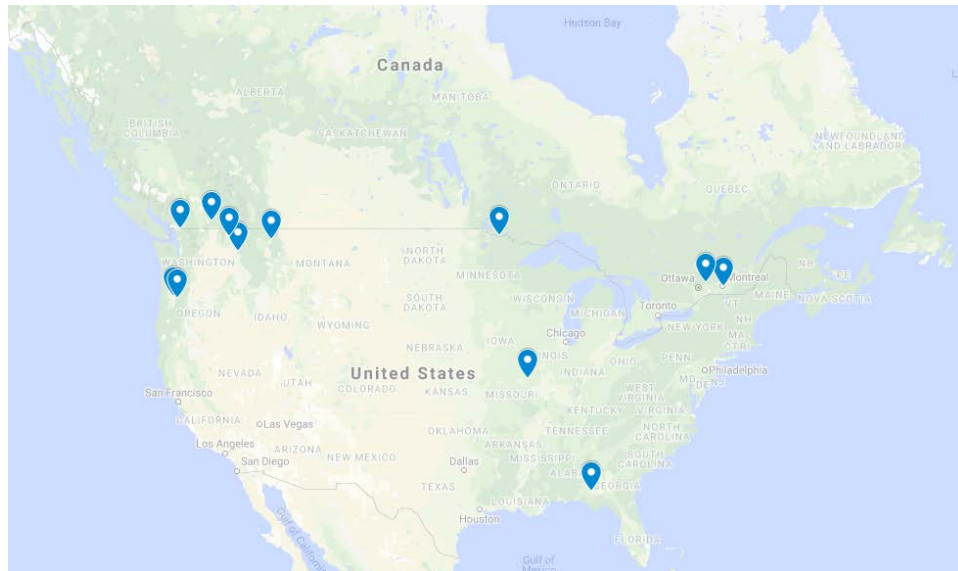 Hudson Bay
Canada
ALBERTA
MANITOBA
BRITISH
COLUMBIA
SASKATCHEWAN
NEWFOUNDLAND
AND LABRADOR
ONTARIO
QUEBEC
WASHINGTON
MONTANA
NORTH
DAKOTA
MINNESOTA
Ottawa
Montreal
NB
PE
MAINE
NOVA SCOTIA
OREGON
IDAHO
SOUTH
DAKOTA
WISCONSIN
MICHIGAN
Toronto
VT
NH
WYOMING
NEW YORK
MA
CT
RI
IOWA
Chicago
NEBRASKA
PENN
Philadelphia
INDIANA
OHIO
NEVADA
UTAH
United States
COLORADO
KANSAS
MISSOURI
WEST
VIRGINIA
MD
DE
NJ
San Francisco
KENTUCKY
VIRGINIA
CALIFORNIA
Las Vegas
OKLAHOMA
TENNESSEE
NORTH
CAROLINA
Los Angeles
ARIZONA
NEW MEXICO
ARKANSAS
MISSISSIPPI
SOUTH
CAROLINA
San Diego
Dallas
GEORGIA
TEXAS
LOUISIANA
Houston
Gulf of
California
FLORIDA
Gulf of
Mexico